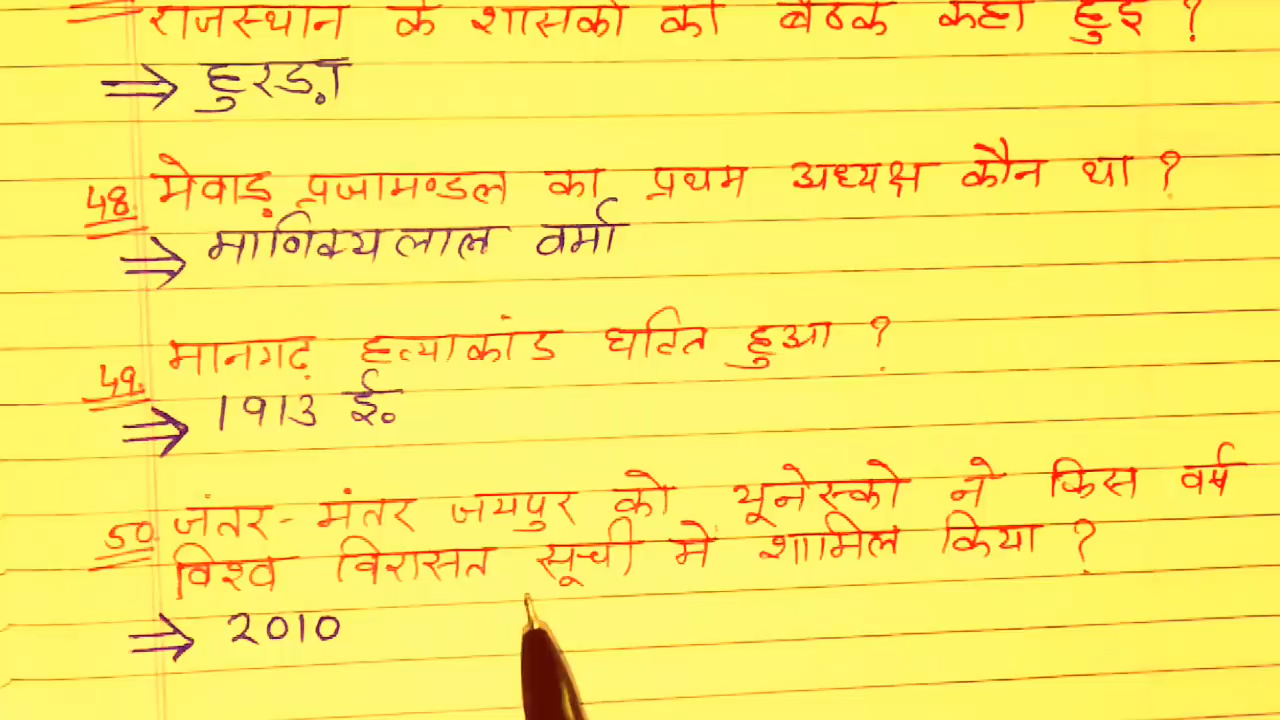 राजस्थान के शासकों की बैठक कहाँ हुई ?
⇒ हुरड़ा
48. मेवाड़ प्रजामण्डल का प्रथम अध्यक्ष कौन था ?
⇒ माणिक्यलाल वर्मा
49. मानगढ़ हत्याकांड घटित हुआ ?
⇒ 1913 ई.
50. जंतर - मंतर जयपुर को यूनेस्को ने किस वर्ष
विश्व विरासत सूची में शामिल किया ?
⇒ 2010